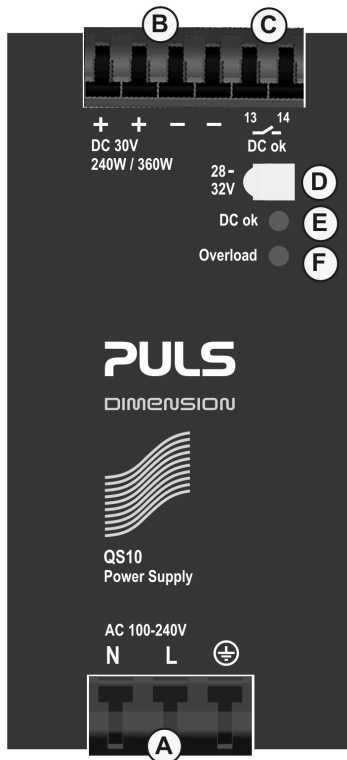 B C
+ + – – 13 14
DC 30V DC ok
240W / 360W
28-
32V D
DC ok E
Overload F
PULS
DIMENSION
QS10
Power Supply
AC 100-240V
N L
A